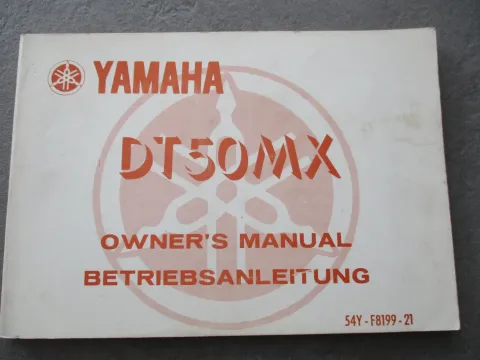 YAMAHA
DT50MX
OWNER'S MANUAL
BETRIEBSANLEITUNG
54Y-F8199-21